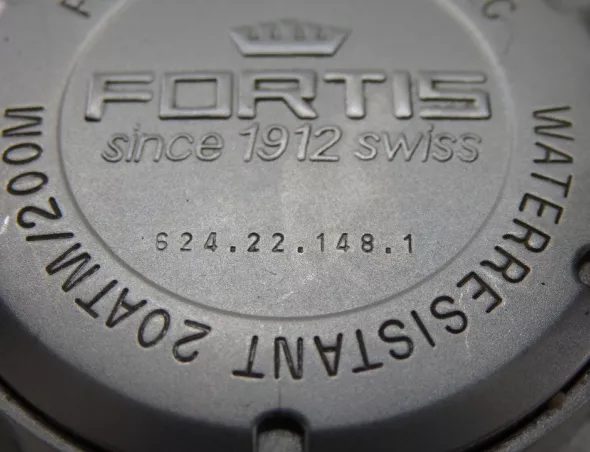 FORTIS
since 1912 swiss
624.22.148.1
WATERRESISTANT 20ATM/200M